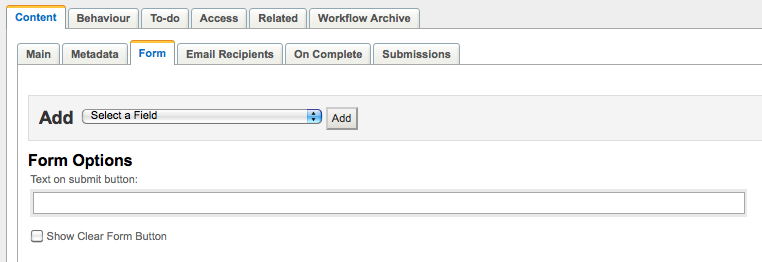 Content Behaviour To-do Access Related Workflow Archive
Main Metadata Form Email Recipients On Complete Submissions
Add Select a Field Add
Form Options
Text on submit button:
Show Clear Form Button